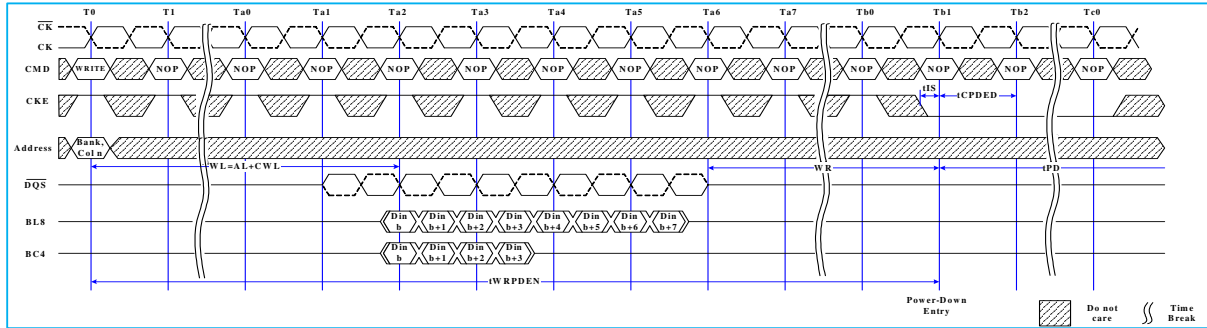 T0 T1 Ta0 Ta1 Ta2 Ta3 Ta4 Ta5 Ta6 Ta7 Tb0 Tb1 Tb2 Tc0
CK
CK
CMD WRITE NOP NOP NOP NOP NOP NOP NOP NOP NOP NOP NOP NOP NOP
tIS
CKE tCPDED
Address Bank,
Col n
WL=AL+CWL WR tPD
DQS
BL8 Din b Din b+1 Din b+2 Din b+3 Din b+4 Din b+5 Din b+6 Din b+7
BC4 Din b Din b+1 Din b+2 Din b+3
tWRPDEN
Power-Down
Entry
Do not
care
Time
Break